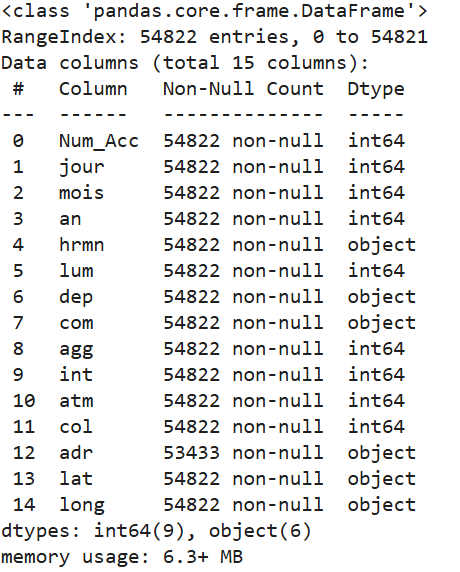 <class 'pandas.core.frame.DataFrame'>
RangeIndex: 54822 entries, 0 to 54821
Data columns (total 15 columns):
 #   Column   Non-Null Count  Dtype
---  ------   --------------  -----
 0   Num_Acc  54822 non-null  int64
 1   jour     54822 non-null  int64
 2   mois     54822 non-null  int64
 3   an       54822 non-null  int64
 4   hrmn     54822 non-null  object
 5   lum      54822 non-null  int64
 6   dep      54822 non-null  object
 7   com      54822 non-null  object
 8   agg      54822 non-null  int64
 9   int      54822 non-null  int64
 10  atm      54822 non-null  int64
 11  col      54822 non-null  int64
 12  adr      53433 non-null  object
 13  lat      54822 non-null  object
 14  long     54822 non-null  object
dtypes: int64(9), object(6)
memory usage: 6.3+ MB